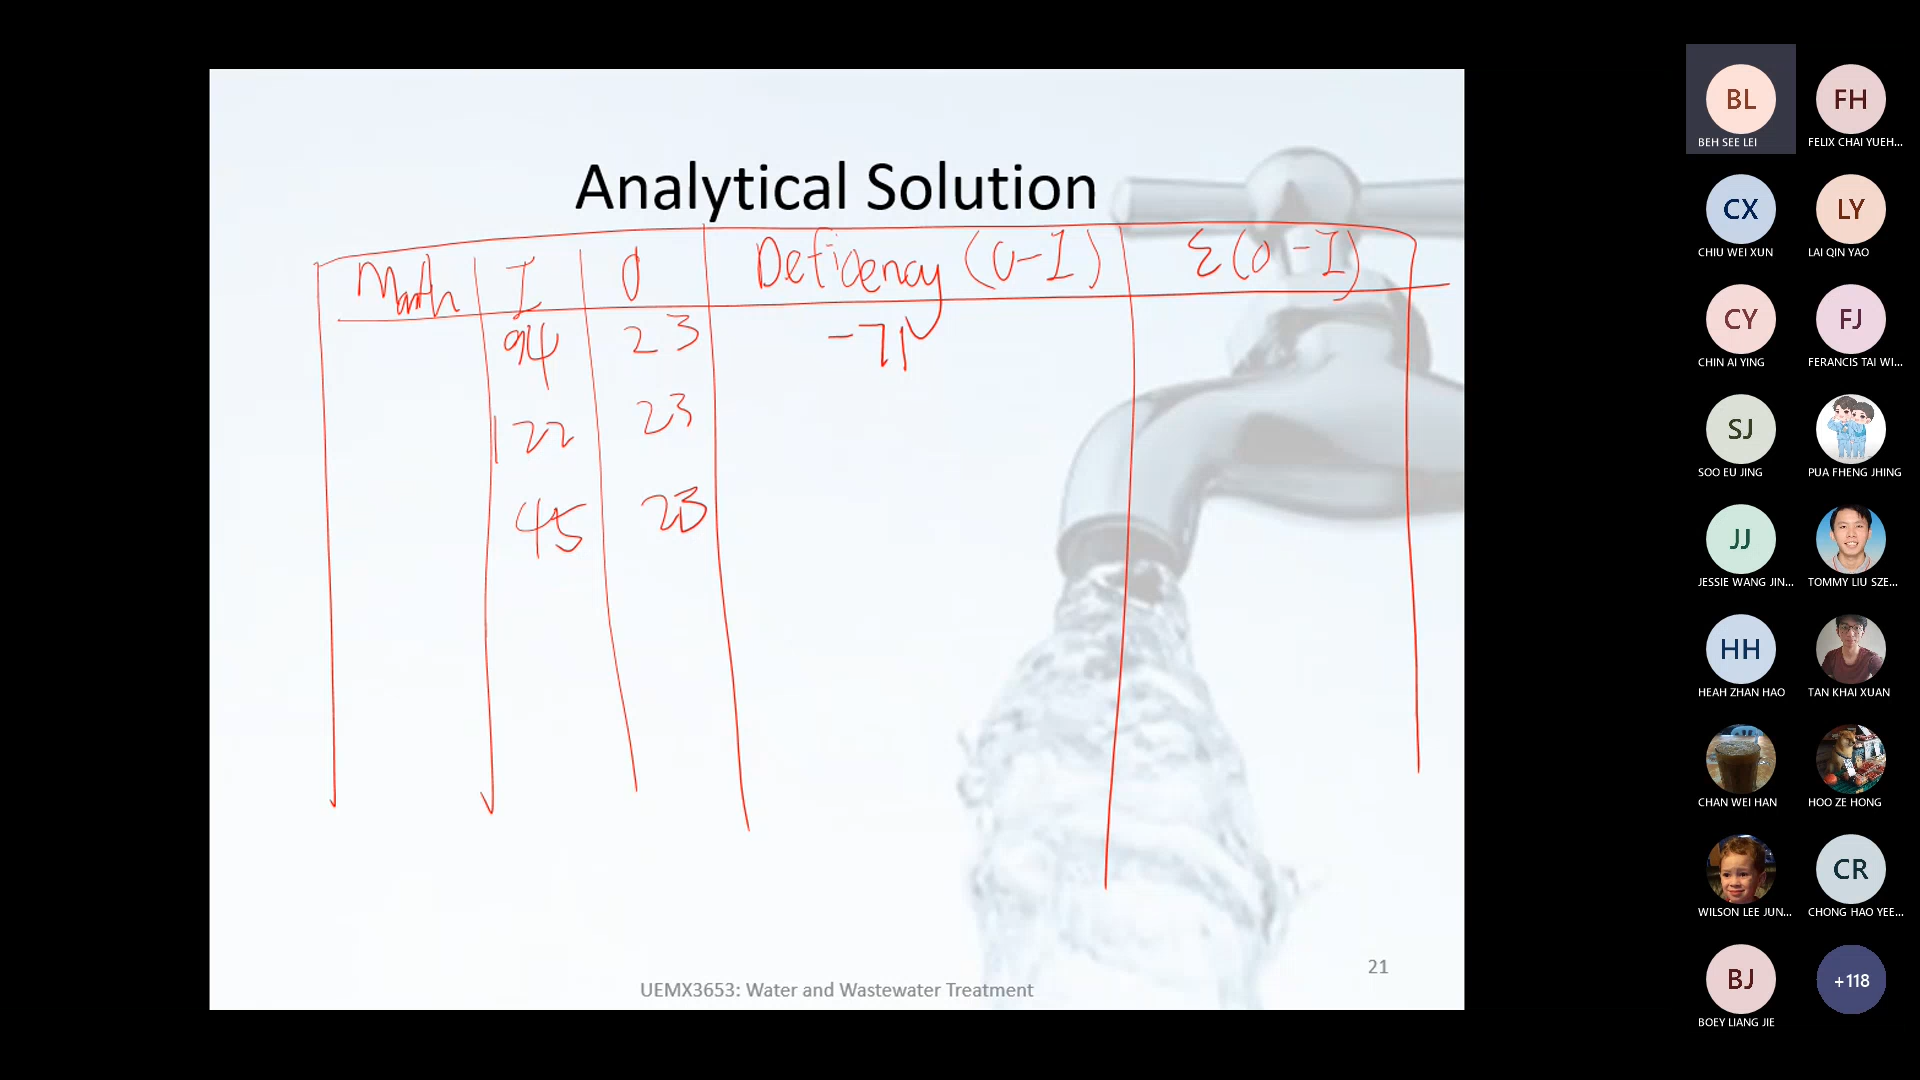 Analytical Solution
Month I O Deficiency (O-I) Σ(O-I)
94 23 -71
122 23
45 23
21
UEMX3653: Water and Wastewater Treatment
BL FH
BEH SEE LEI FELIX CHAI YUEH...
CX LY
CHIU WEI XUN LAI QIN YAO
CY FJ
CHIN AI YING FERANCIS TAI WI...
SJ
SOO EU JING PUA FHENG JHING
JJ
JESSIE WANG JIN... TOMMY LIU SZE...
HH
HEAH ZHAN HAO TAN KHAI XUAN
CHAN WEI HAN HOO ZE HONG
CR
WILSON LEE JUN... CHONG HAO YEE...
BJ +118
BOEY LIANG JIE